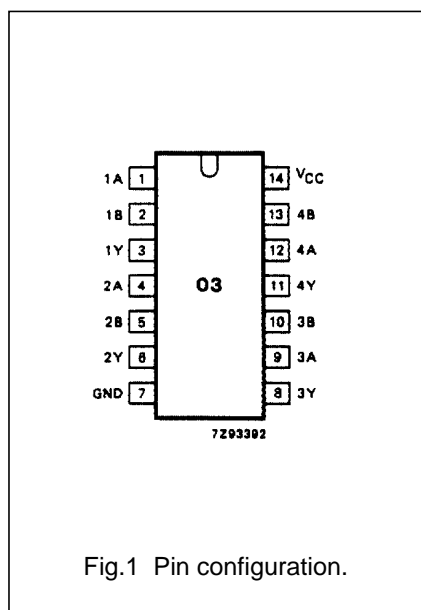 1A 1 14 VCC
1B 2 13 4B
1Y 3 12 4A
2A 4 03 11 4Y
2B 5 10 3B
2Y 6 9 3A
GND 7 8 3Y
7Z93392
Fig.1 Pin configuration.